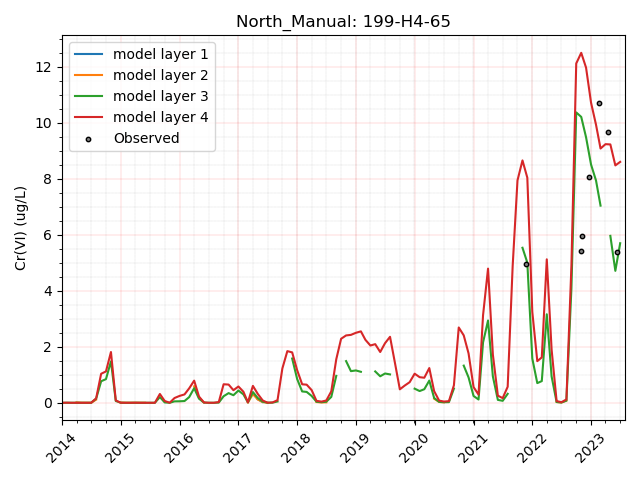 North_Manual: 199-H4-65
model layer 1
model layer 2
model layer 3
model layer 4
Observed
Cr(VI) (ug/L)
12
10
8
6
4
2
0
2014 2015 2016 2017 2018 2019 2020 2021 2022 2023